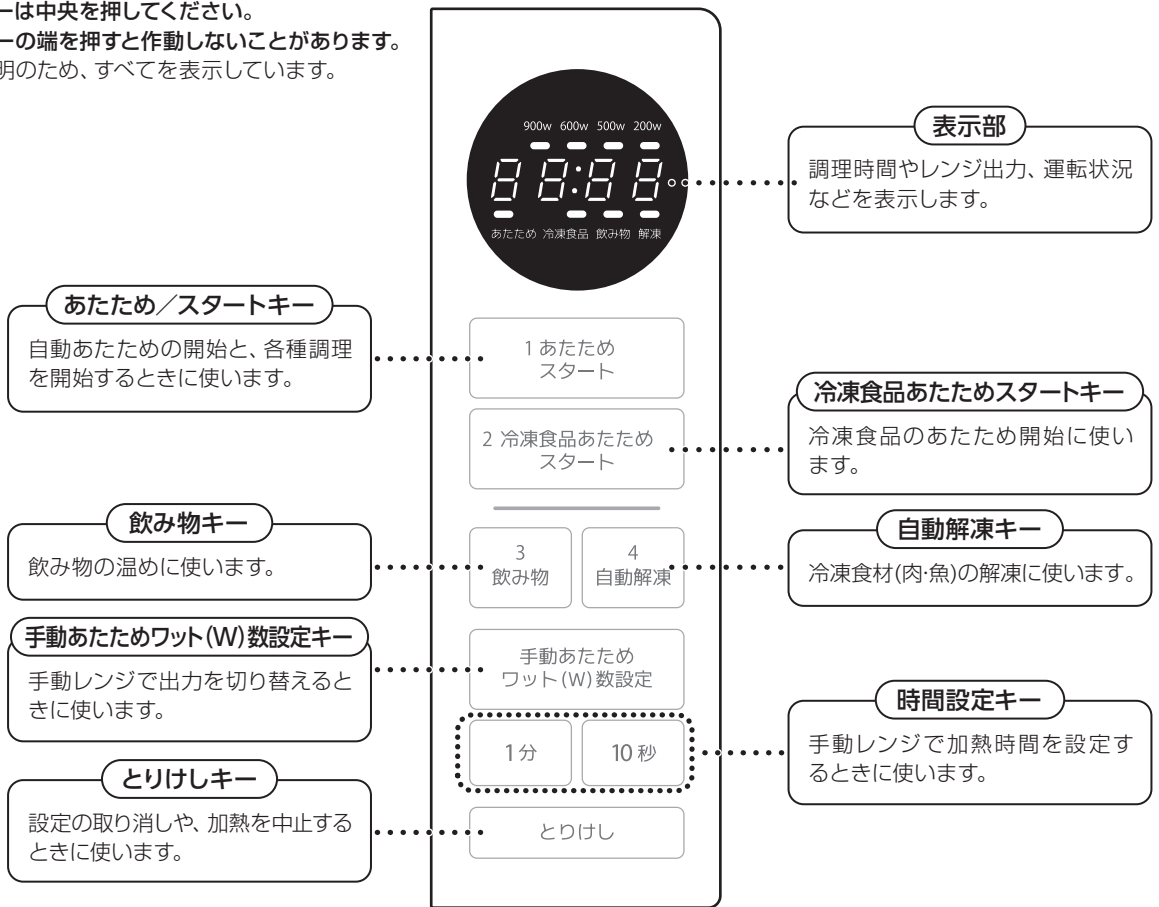 ーは中央を押してください。
ーの端を押すと作動しないことがあります。
明のため、すべてを表示しています。
900w 600w 500w 200w
88:88
あたため 冷凍食品 飲み物 解凍
表示部
調理時間やレンジ出力、運転状況
などを表示します。
あたため／スタートキー
自動あたための開始と、各種調理
を開始するときに使います。
1 あたため
スタート
冷凍食品あたためスタートキー
冷凍食品のあたため開始に使い
ます。
2 冷凍食品あたため
スタート
飲み物キー
飲み物の温めに使います。
3
飲み物
4
自動解凍
自動解凍キー
冷凍食材(肉・魚)の解凍に使います。
手動あたためワット(W)数設定キー
手動レンジで出力を切り替えると
きに使います。
手動あたため
ワット(W)数設定
時間設定キー
手動レンジで加熱時間を設定す
るときに使います。
1分
10秒
とりけしキー
設定の取り消しや、加熱を中止する
ときに使います。
とりけし